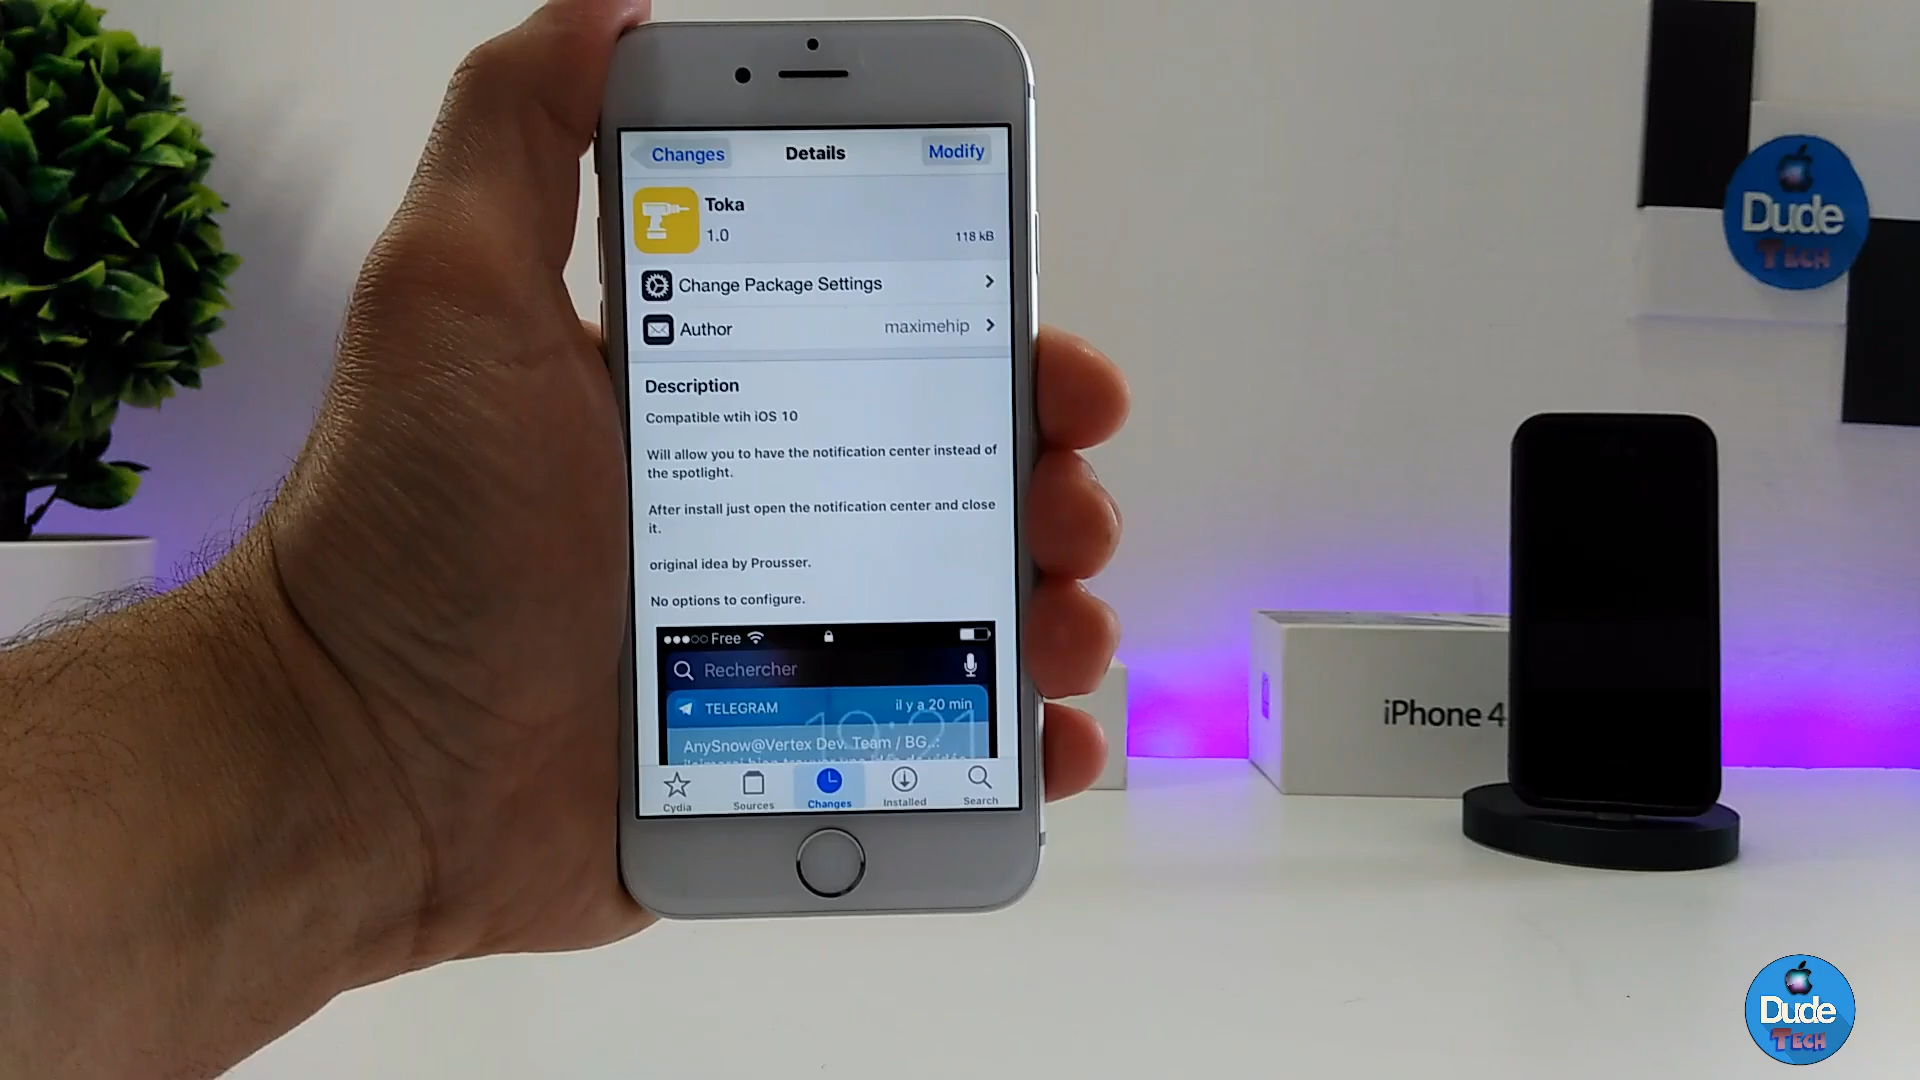 Changes
Details
Modify
Toka
1.0
118 kB
Change Package Settings
Author
maximehip
Description
Compatible wtih iOS 10
Will allow you to have the notification center instead of
the spotlight.
After install just open the notification center and close
it.
original idea by Prousser.
No options to configure.
Free
Rechercher
TELEGRAM
il y a 20 min
19:21
AnySnow@Vertex Dev. Team / BG..:
Cydia
Sources
Changes
Installed
Search
iPhone 4
Dude
TECH
Dude
TECH